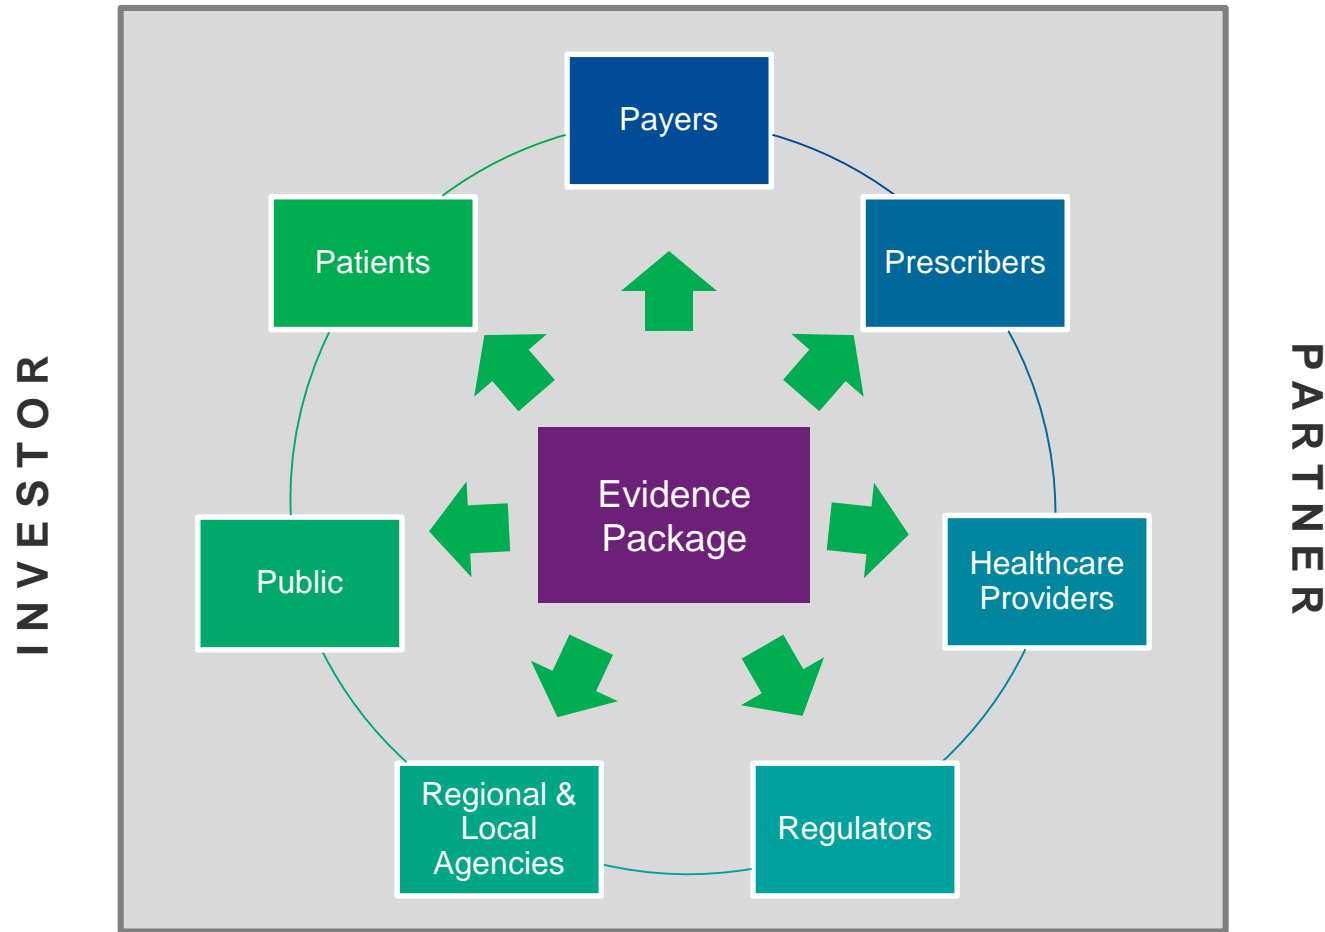 INVESTOR
Payers
Patients
Prescribers
Evidence
Package
Public
Healthcare
Providers
Regional &
Local
Agencies
Regulators
PARTNER